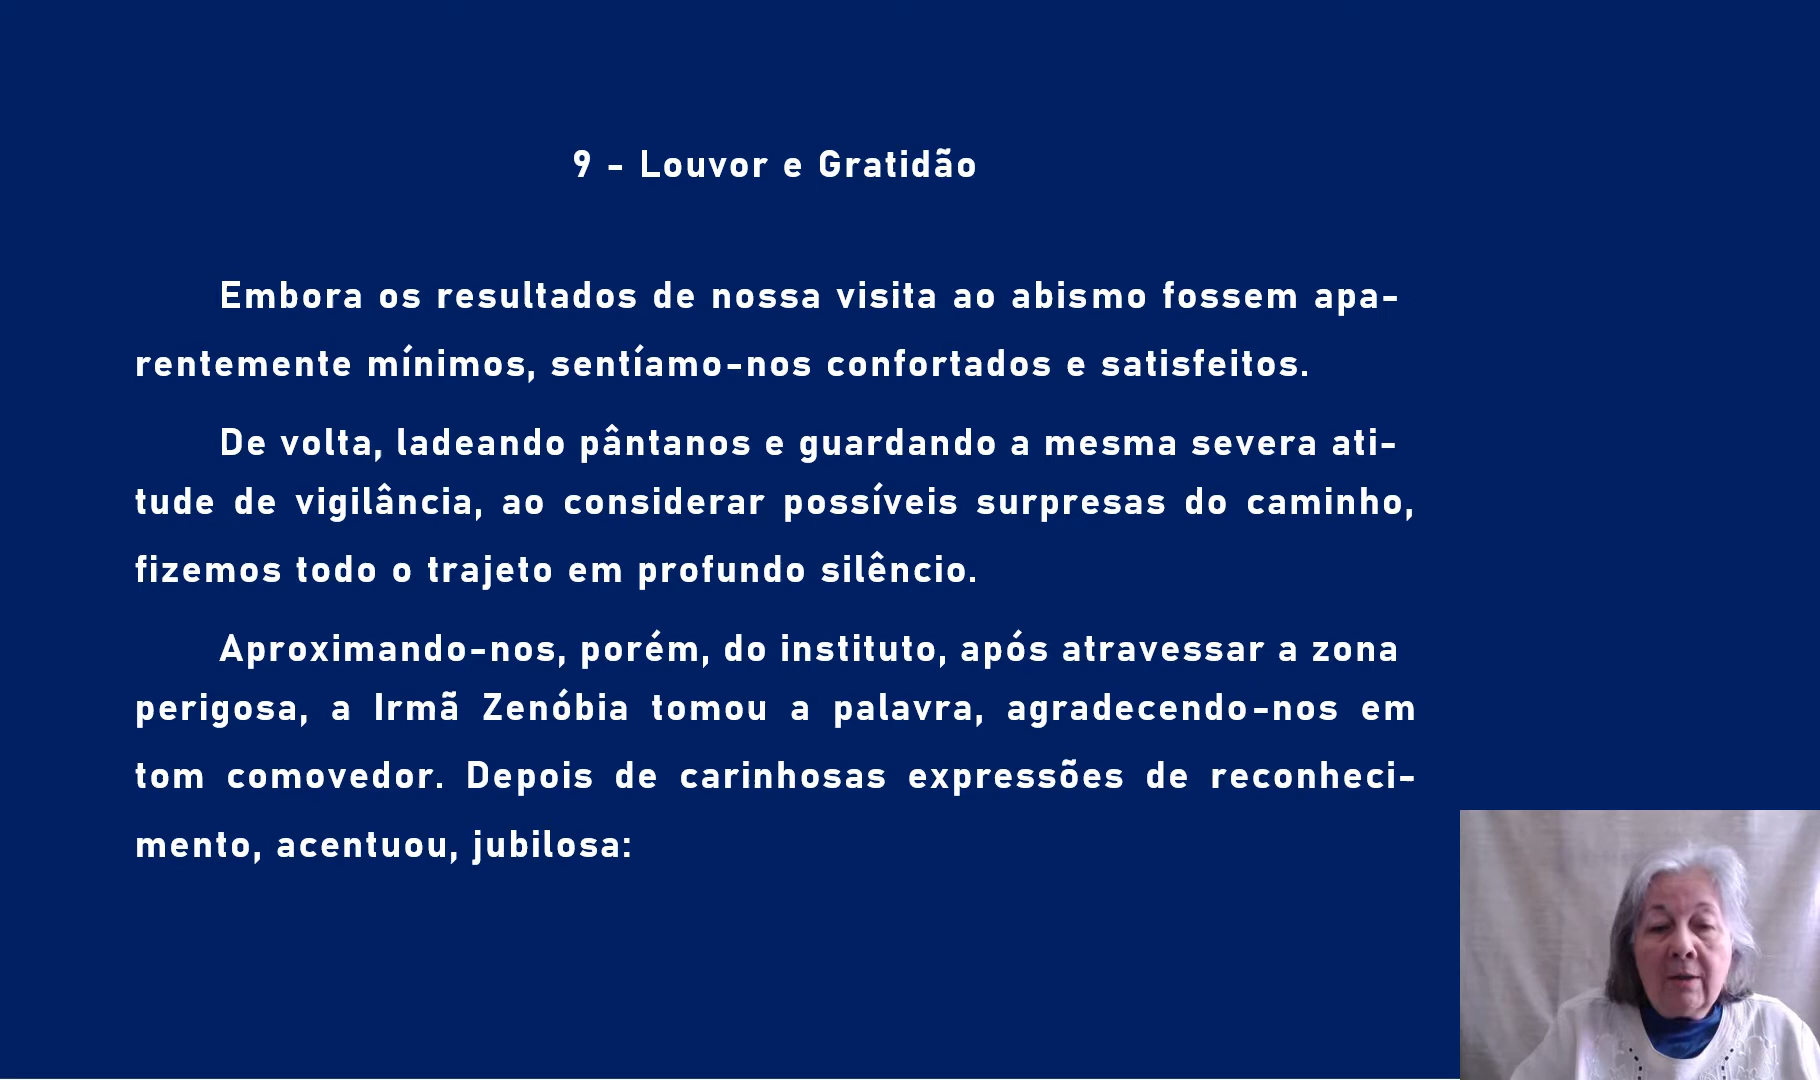 9 - Louvor e Gratidão
Embora os resultados de nossa visita ao abismo fossem apa-
rentemente mínimos, sentíamo-nos confortados e satisfeitos.
De volta, ladeando pântanos e guardando a mesma severa ati-
tude de vigilância, ao considerar possíveis surpresas do caminho,
fizemos todo o trajeto em profundo silêncio.
Aproximando-nos, porém, do instituto, após atravessar a zona
perigosa, a Irmã Zenóbia tomou a palavra, agradecendo-nos em
tom comovedor. Depois de carinhosas expressões de reconheci-
mento, acentuou, jubilosa: